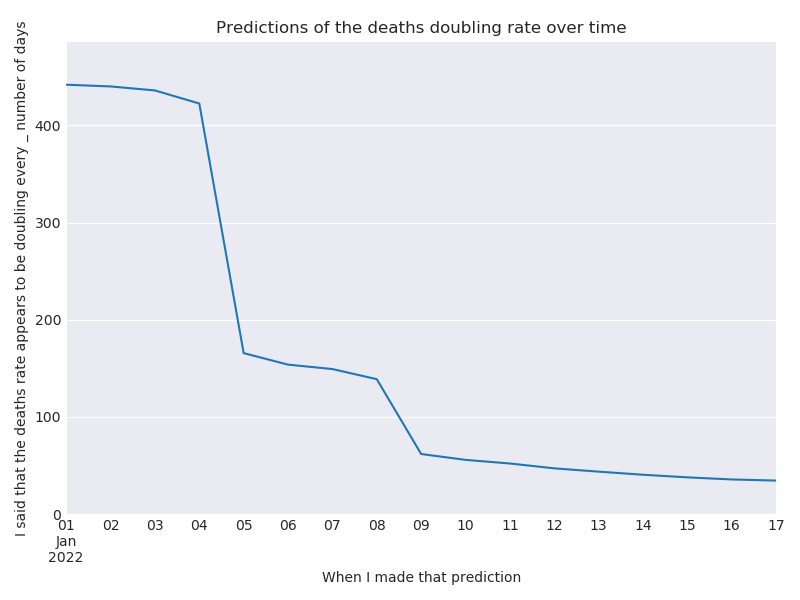 Predictions of the deaths doubling rate over time
I said that the deaths rate appears to be doubling every _ number of days
400
300
200
100
0
01 02 03 04 05 06 07 08 09 10 11 12 13 14 15 16 17
Jan
2022
When I made that prediction